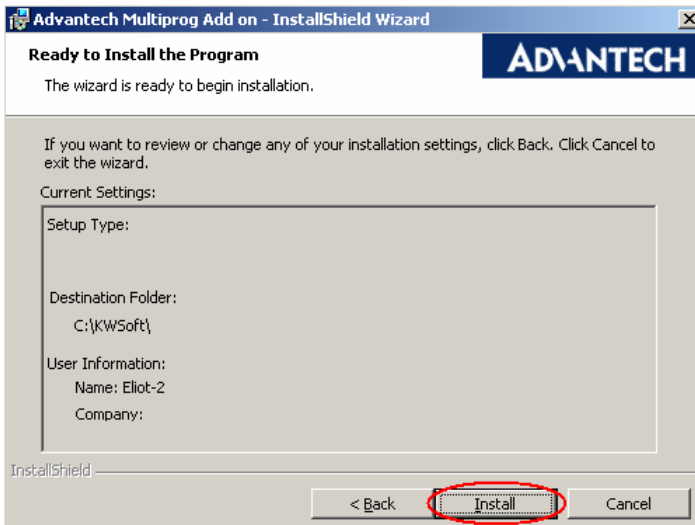 Advantech Multiprog Add on - InstallShield Wizard
Ready to Install the Program
ADVANTECH
The wizard is ready to begin installation.
If you want to review or change any of your installation settings, click Back. Click Cancel to
exit the wizard.
Current Settings:
Setup Type:
Destination Folder:
C:\KWSoft\
User Information:
Name: Eliot-2
Company:
InstallShield
< Back
Install
Cancel